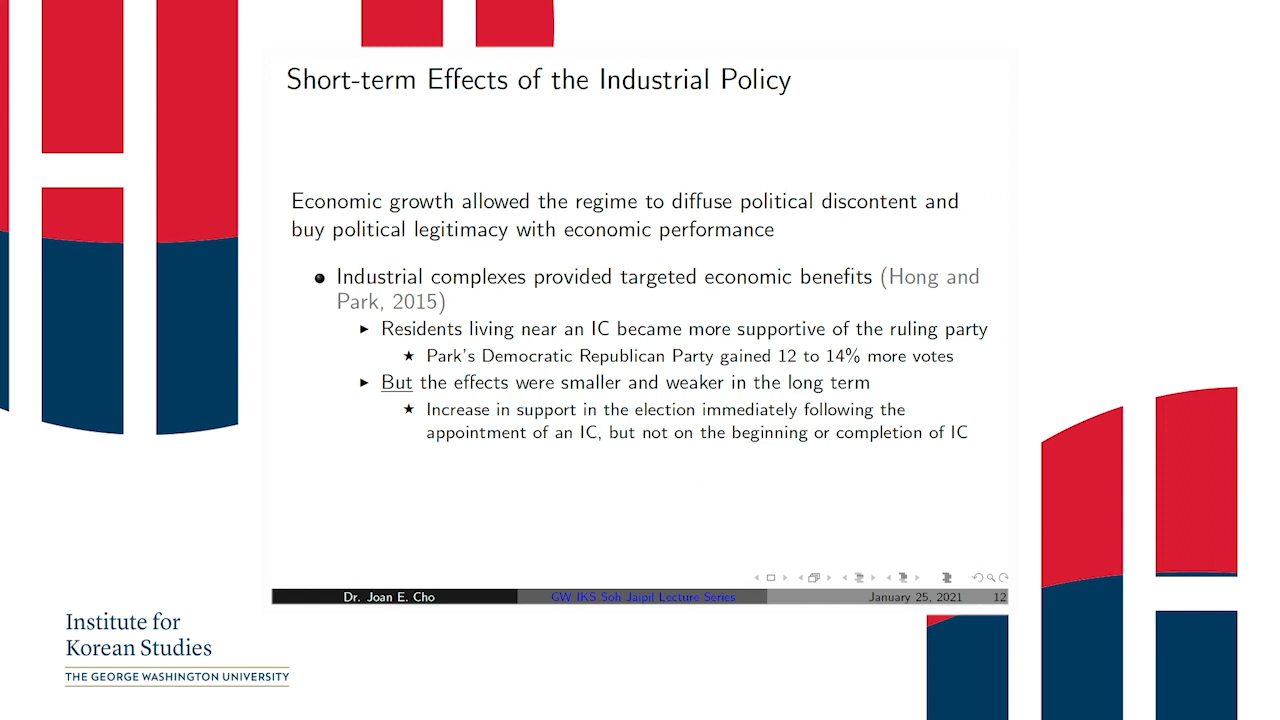 Short-term Effects of the Industrial Policy
Economic growth allowed the regime to diffuse political discontent and
buy political legitimacy with economic performance
Industrial complexes provided targeted economic benefits (Hong and
Park, 2015)
Residents living near an IC became more supportive of the ruling party
Park's Democratic Republican Party gained 12 to 14% more votes
But the effects were smaller and weaker in the long term
Increase in support in the election immediately following the
appointment of an IC, but not on the beginning or completion of IC
Dr. Joan E. Cho GW IKS Soh Jaipil Lecture Series January 25, 2021 12
Institute for
Korean Studies
THE GEORGE WASHINGTON UNIVERSITY